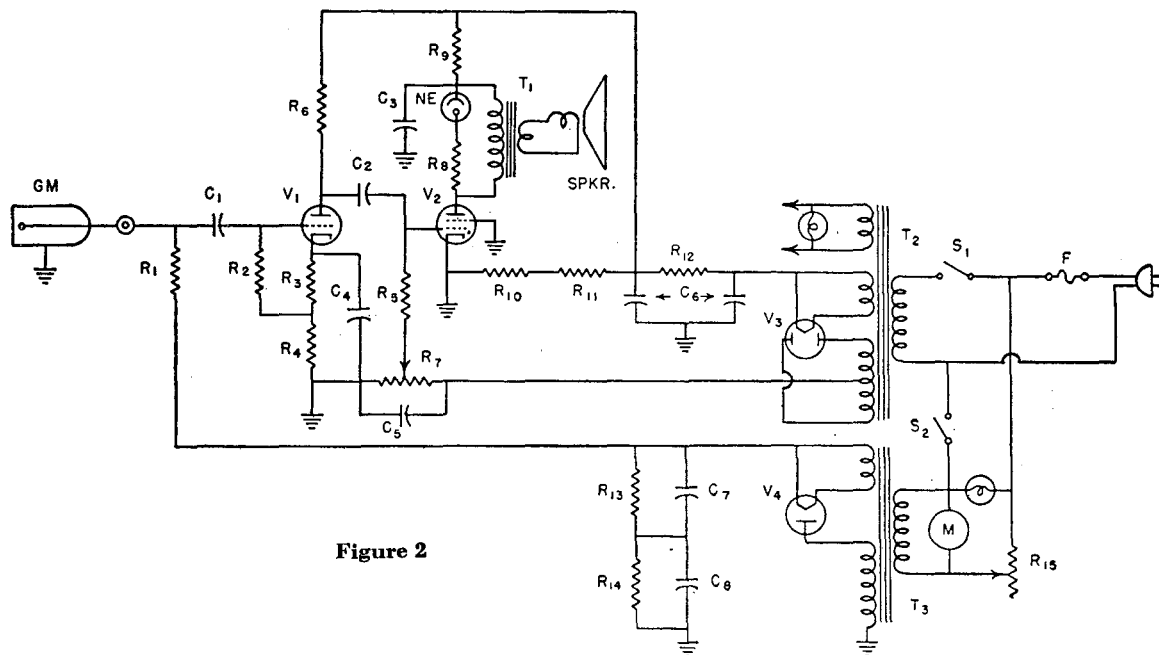 R9
T1
C3
NE
R6
R8
SPKR.
GM
C1
V1
C2
V2
T2
S1
F
R1
R2
R3
C4
R5
R10
R11
R12
C6
V3
R4
R7
C5
S2
R13
C7
V4
M
R15
Figure 2
R14
C8
T3